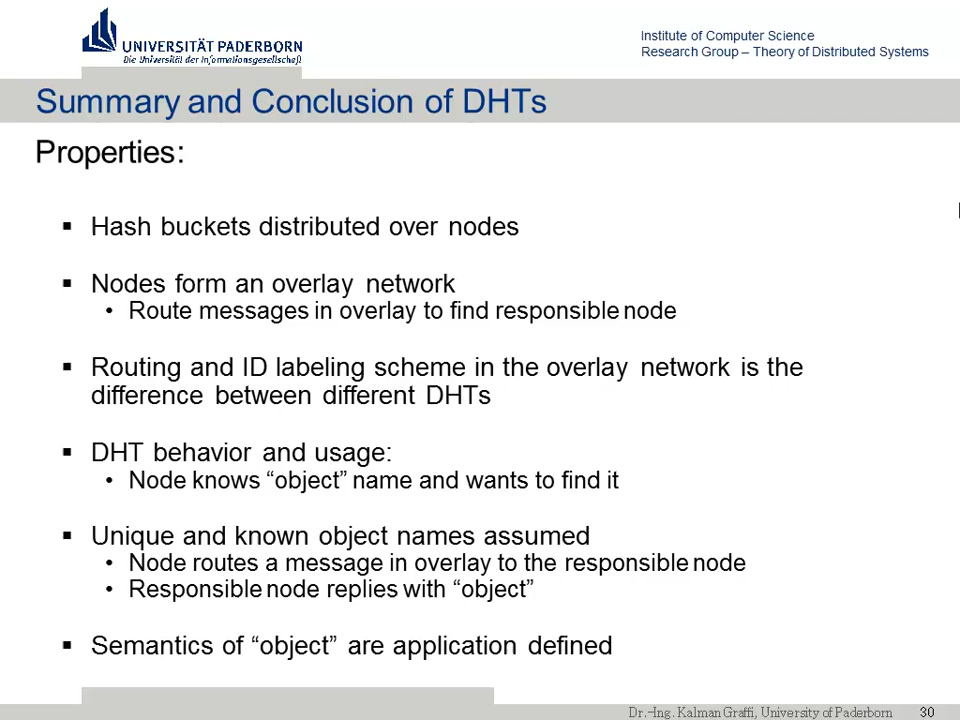 UNIVERSITÄT PADERBORN
Die Universität der Informationsgesellschaft
Institute of Computer Science
Research Group – Theory of Distributed Systems
Summary and Conclusion of DHTs
Properties:
▪ Hash buckets distributed over nodes
▪ Nodes form an overlay network
• Route messages in overlay to find responsible node
▪ Routing and ID labeling scheme in the overlay network is the
difference between different DHTs
▪ DHT behavior and usage:
• Node knows “object” name and wants to find it
▪ Unique and known object names assumed
• Node routes a message in overlay to the responsible node
• Responsible node replies with “object”
▪ Semantics of “object” are application defined
Dr.-Ing. Kalman Graffi, University of Paderborn 30